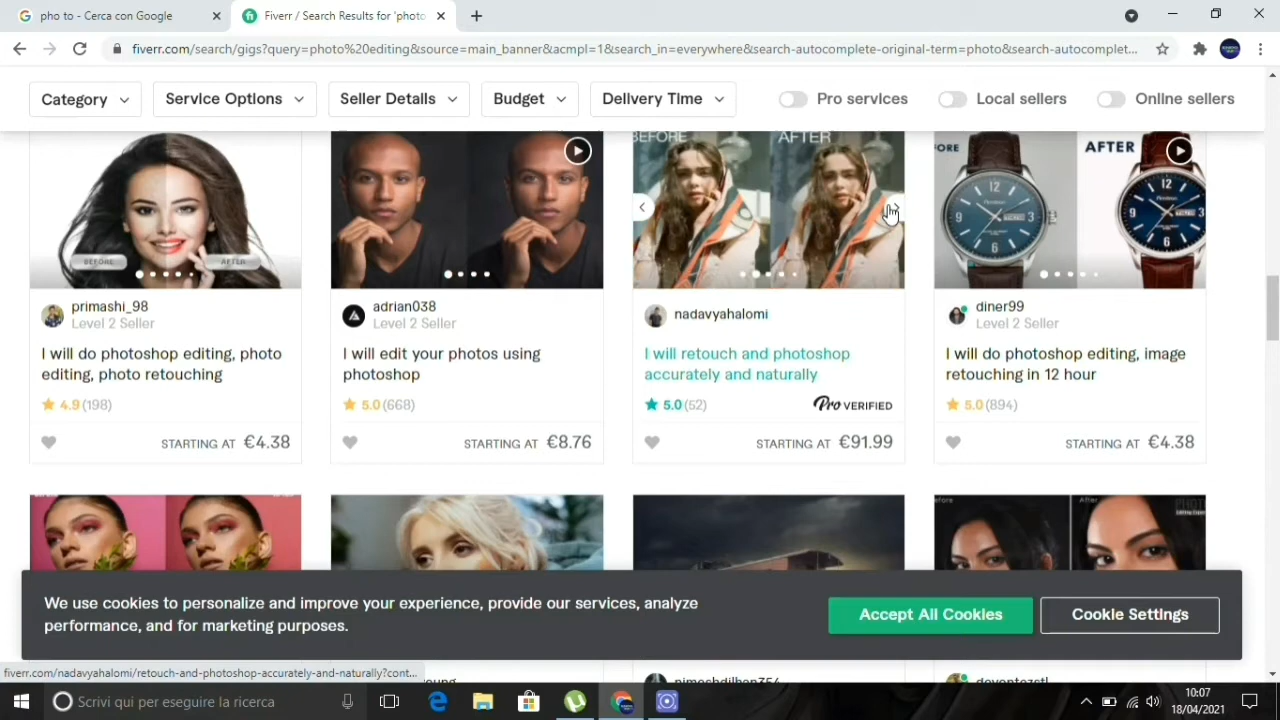 pho to - Cerca con Google
Fiverr / Search Results for 'photo
fiverr.com/search/gigs?query=photo%20editing&source=main_banner&acmpl=1&search_in=everywhere&search-autocomplete-original-term=photo&search-autocomplet...
Category
Service Options
Seller Details
Budget
Delivery Time
Pro services
Local sellers
Online sellers
BEFORE
AFTER
BEFORE
AFTER
ORE
AFTER
primashi_98
Level 2 Seller
I will do photoshop editing, photo
editing, photo retouching
4.9 (198)
STARTING AT €4.38
adrian038
Level 2 Seller
I will edit your photos using
photoshop
5.0 (668)
STARTING AT €8.76
nadavyahalomi
I will retouch and photoshop
accurately and naturally
5.0 (52)
Pro VERIFIED
STARTING AT €91.99
diner99
Level 2 Seller
I will do photoshop editing, image
retouching in 12 hour
5.0 (894)
STARTING AT €4.38
efore
After
We use cookies to personalize and improve your experience, provide our services, analyze
performance, and for marketing purposes.
Accept All Cookies
Cookie Settings
fiverr.com/nadavyahalomi/retouch-and-photoshop-accurately-and-naturally?cont...
Scrivi qui per eseguire la ricerca
10:07
18/04/2021